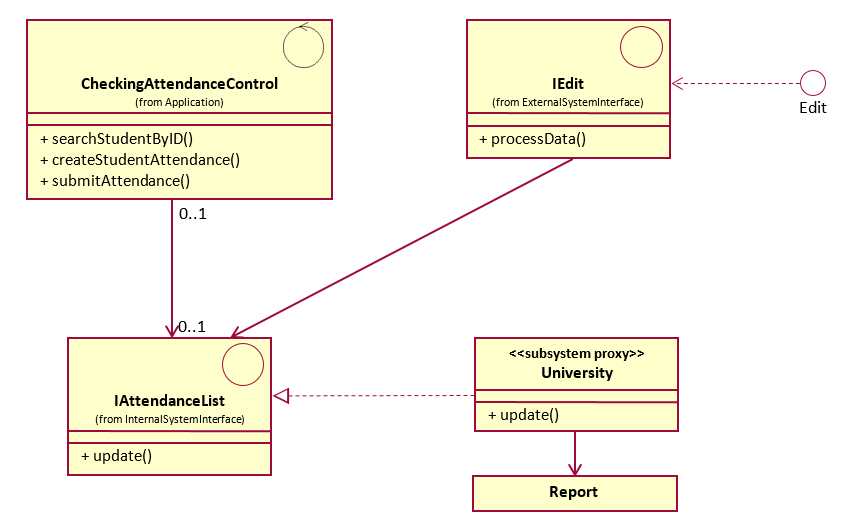 CheckingAttendanceControl
(from Application)
+ searchStudentByID()
+ createStudentAttendance()
+ submitAttendance()
IEdit
(from ExternalSystemInterface)
+ processData()
Edit
0..1
0..1
IAttendanceList
(from InternalSystemInterface)
+ update()
<<subsystem proxy>>
University
+ update()
Report